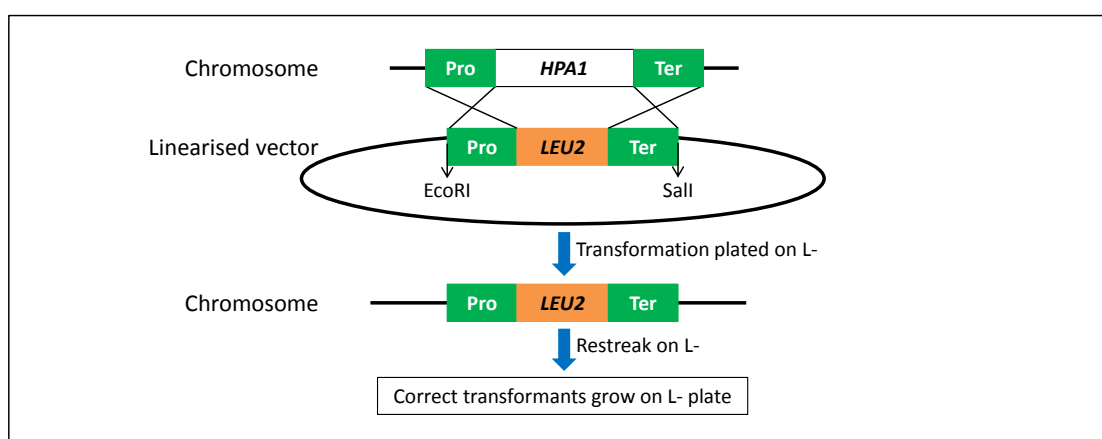 Chromosome Pro HPA1 Ter
Linearised vector Pro LEU2 Ter
EcoRI SalI
Transformation plated on L-
Chromosome Pro LEU2 Ter
Restreak on L-
Correct transformants grow on L- plate